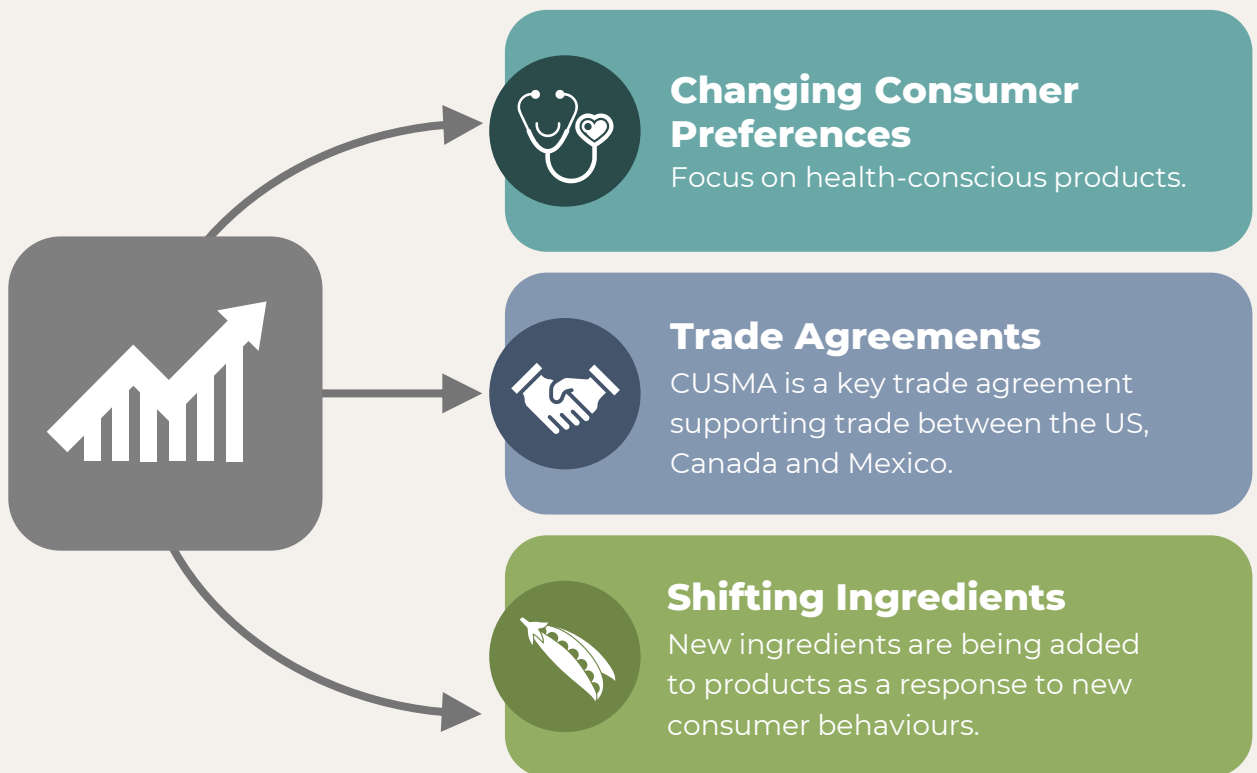 Changing Consumer
Preferences
Focus on health-conscious products.
Trade Agreements
CUSMA is a key trade agreement
supporting trade between the US,
Canada and Mexico.
Shifting Ingredients
New ingredients are being added
to products as a response to new
consumer behaviours.